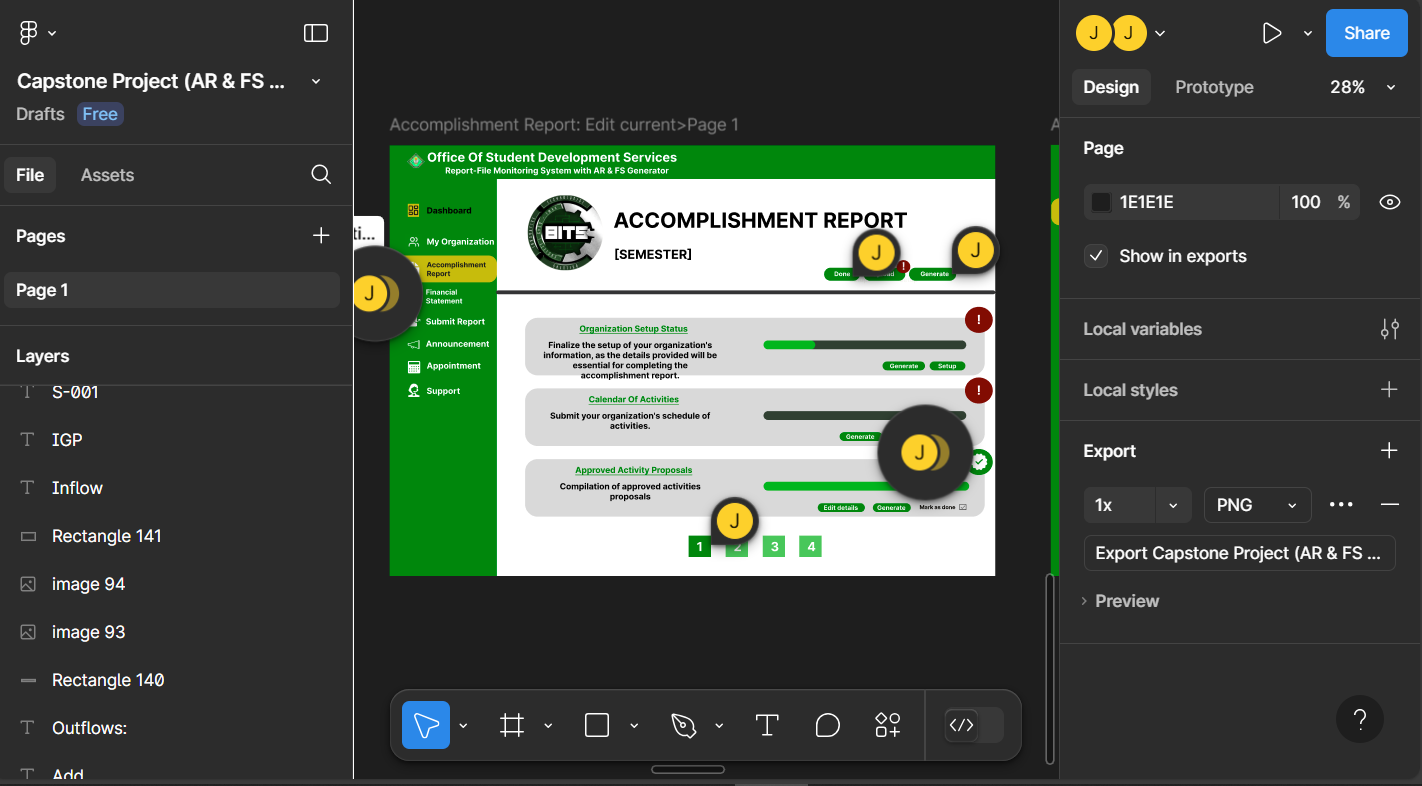 Capstone Project (AR & FS ...
Drafts
Free
File
Assets
Pages
Page 1
Layers
S-001
IGP
Inflow
Rectangle 141
image 94
image 93
Rectangle 140
Outflows:
Add
Accomplishment Report: Edit current>Page 1
Office Of Student Development Services
Report-File Monitoring System with AR & FS Generator
Dashboard
My Organization
Accomplishment
Report
Financial
Statement
Submit Report
Announcement
Appointment
Support
J
BITS
ACCOMPLISHMENT REPORT
[SEMESTER]
J
J
Done
!
Generate
Organization Setup Status
Finalize the setup of your organization's
information, as the details provided will be
essential for completing the
accomplishment report.
!
Generate
Setup
Calendar Of Activities
Submit your organization's schedule of
activities.
!
Generate
J
Approved Activity Proposals
Compilation of approved activities
proposals
Edit details
Generate
Mark as done
J
1
2
3
4
J
J
Share
Design
Prototype
28%
Page
1E1E1E
100
%
Show in exports
Local variables
Local styles
Export
1x
PNG
Export Capstone Project (AR & FS ...
Preview
?